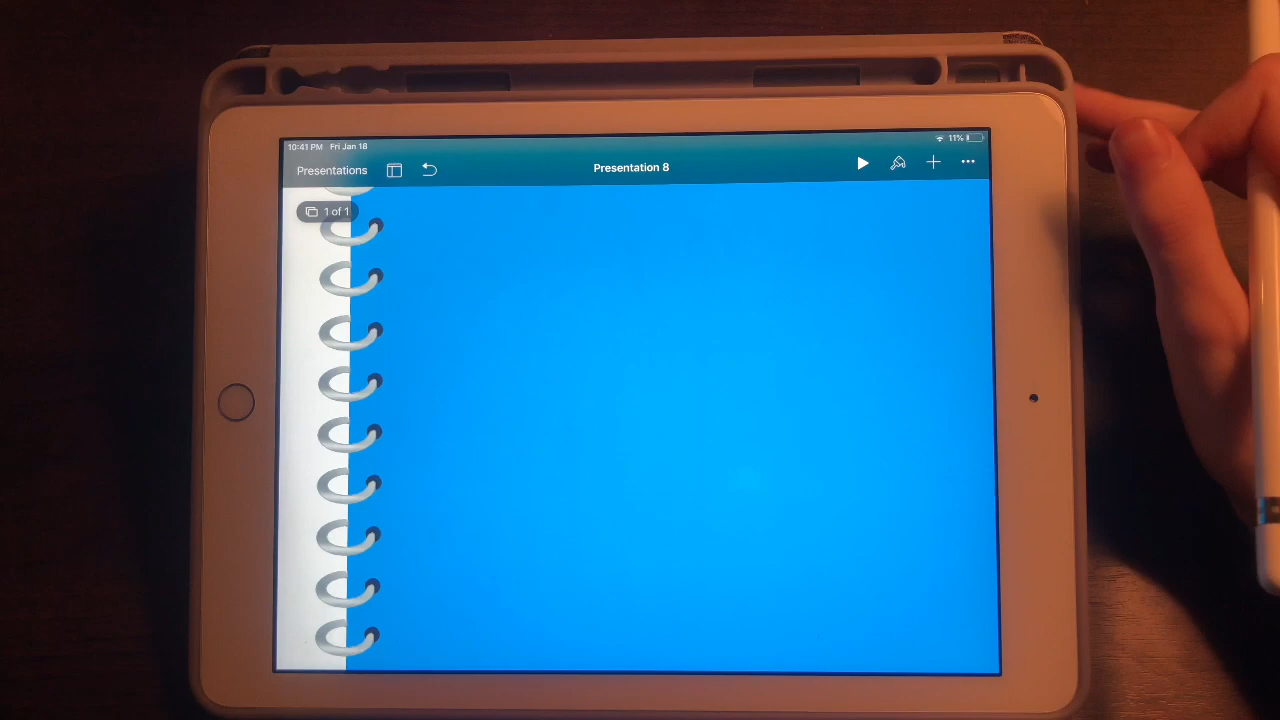 10:41 PM Fri Jan 18
11%
Presentations
Presentation 8
1 of 1